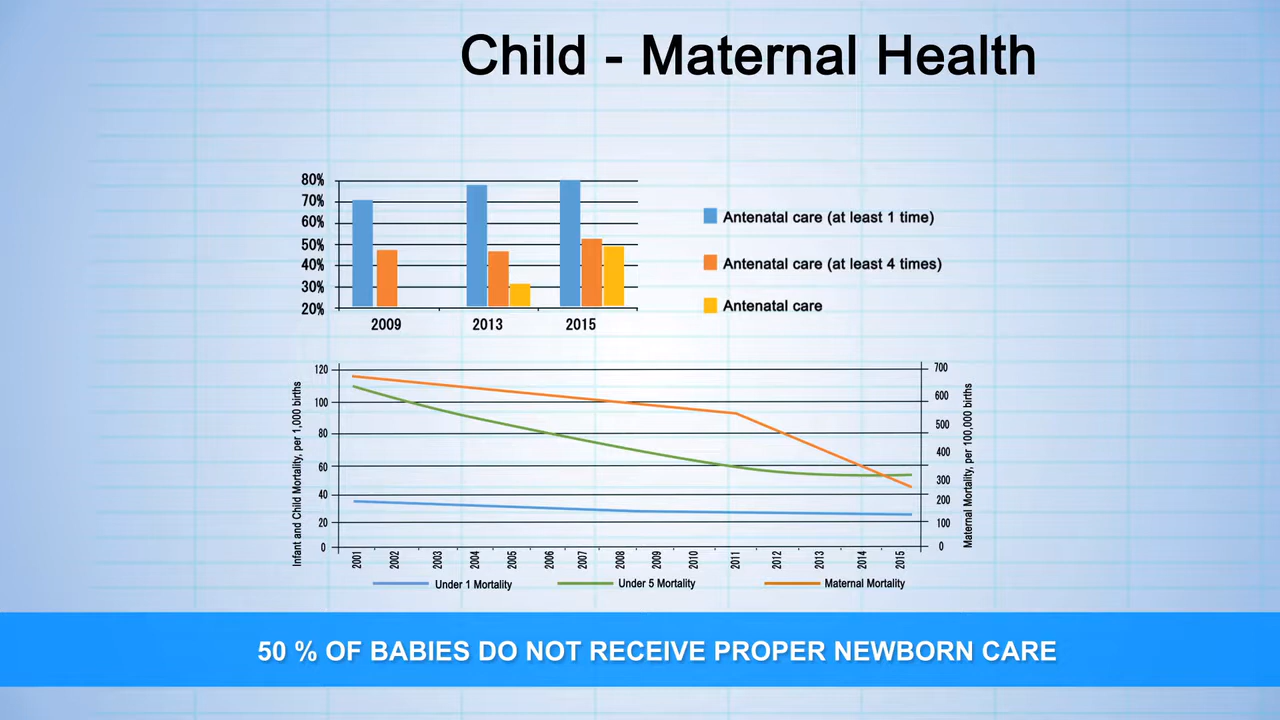 Child - Maternal Health
80%
70%
60%
50%
40%
30%
20%
2009 2013 2015
Antenatal care (at least 1 time)
Antenatal care (at least 4 times)
Antenatal care
Infant and Child Mortality, per 1,000 births
120
100
80
60
40
20
0
700
600
500
400
300
200
100
0
Maternal Mortality, per 100,000 births
2001 2002 2003 2004 2005 2006 2007 2008 2009 2010 2011 2012 2013 2014 2015
Under 1 Mortality Under 5 Mortality Maternal Mortality
50 % OF BABIES DO NOT RECEIVE PROPER NEWBORN CARE